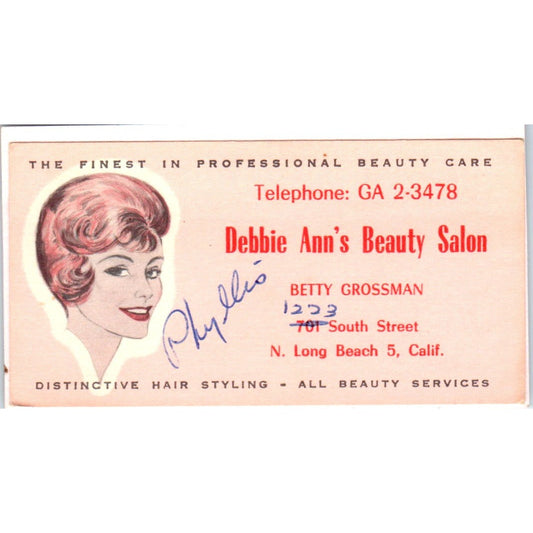 THE FINEST IN PROFESSIONAL BEAUTY CARE
Telephone: GA 2-3478
Debbie Ann's Beauty Salon
BETTY GROSSMAN
Phyllis
1223
701 South Street
N. Long Beach 5, Calif.
DISTINCTIVE HAIR STYLING - ALL BEAUTY SERVICES